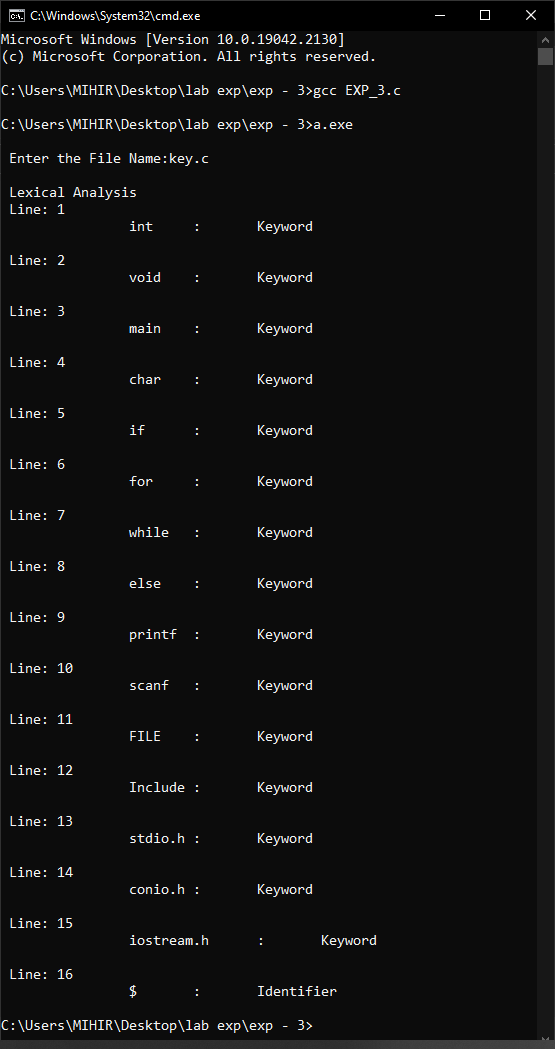 C:\Windows\System32\cmd.exe
Microsoft Windows [Version 10.0.19042.2130]
(c) Microsoft Corporation. All rights reserved.
C:\Users\MIHIR\Desktop\lab exp\exp - 3>gcc EXP_3.c
C:\Users\MIHIR\Desktop\lab exp\exp - 3>a.exe
Enter the File Name:key.c
Lexical Analysis
Line: 1
int : Keyword
Line: 2
void : Keyword
Line: 3
main : Keyword
Line: 4
char : Keyword
Line: 5
if : Keyword
Line: 6
for : Keyword
Line: 7
while : Keyword
Line: 8
else : Keyword
Line: 9
printf : Keyword
Line: 10
scanf : Keyword
Line: 11
FILE : Keyword
Line: 12
Include : Keyword
Line: 13
stdio.h : Keyword
Line: 14
conio.h : Keyword
Line: 15
iostream.h : Keyword
Line: 16
$ : Identifier
C:\Users\MIHIR\Desktop\lab exp\exp - 3>